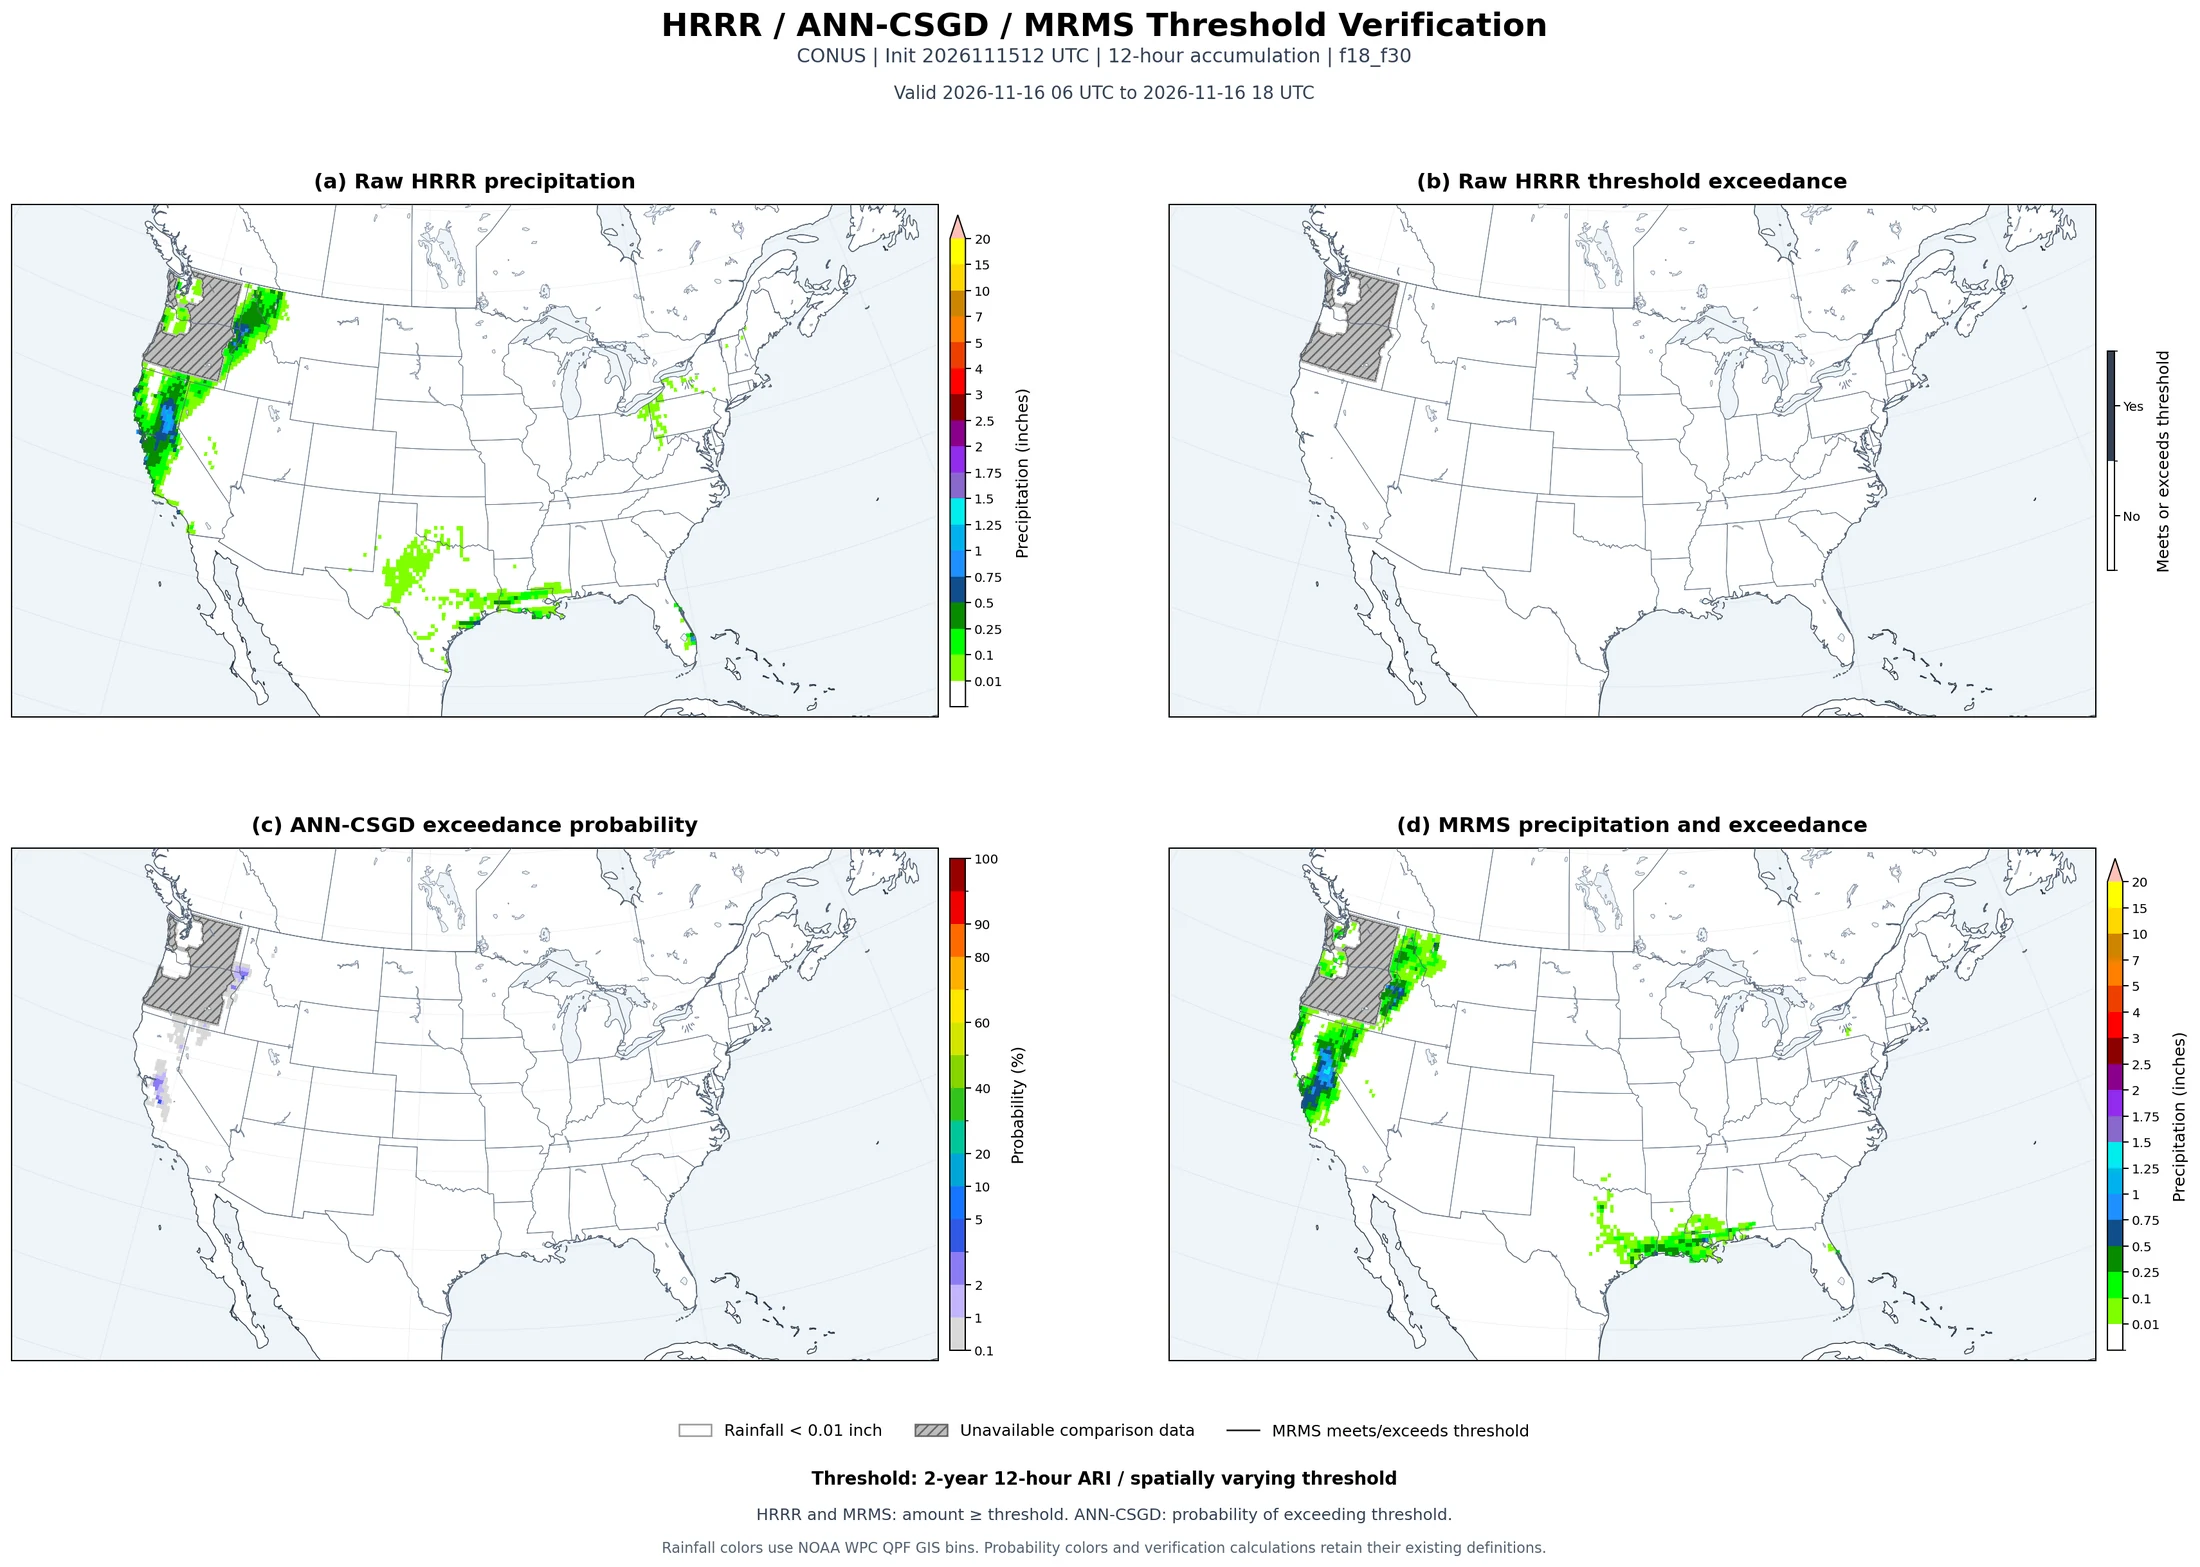 HRRR / ANN-CSGD / MRMS Threshold Verification
CONUS | Init 2026111512 UTC | 12-hour accumulation | f18_f30
Valid 2026-11-16 06 UTC to 2026-11-16 18 UTC
(a) Raw HRRR precipitation
20
15
10
7
5
4
3
2.5
2
1.75
1.5
1.25
1
0.75
0.5
0.25
0.1
0.01
Precipitation (inches)
(b) Raw HRRR threshold exceedance
Yes
No
Meets or exceeds threshold
(c) ANN-CSGD exceedance probability
100
90
80
60
40
20
10
5
2
1
0.1
Probability (%)
(d) MRMS precipitation and exceedance
20
15
10
7
5
4
3
2.5
2
1.75
1.5
1.25
1
0.75
0.5
0.25
0.1
0.01
Precipitation (inches)
Rainfall < 0.01 inch
Unavailable comparison data
MRMS meets/exceeds threshold
Threshold: 2-year 12-hour ARI / spatially varying threshold
HRRR and MRMS: amount ≥ threshold. ANN-CSGD: probability of exceeding threshold.
Rainfall colors use NOAA WPC QPF GIS bins. Probability colors and verification calculations retain their existing definitions.